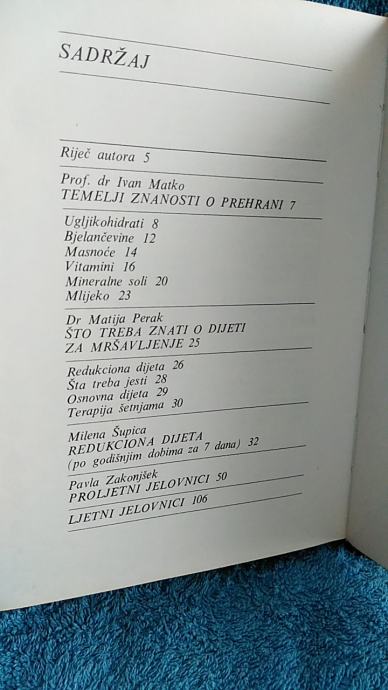 SADRŽAJ
Riječ autora 5
Prof. dr Ivan Matko
TEMELJI ZNANOSTI O PREHRANI 7
Ugljikohidrati 8
Bjelančevine 12
Masnoće 14
Vitamini 16
Mineralne soli 20
Mlijeko 23
Dr Matija Perak
ŠTO TREBA ZNATI O DIJETI
ZA MRŠAVLJENJE 25
Redukciona dijeta 26
Šta treba jesti 28
Osnovna dijeta 29
Terapija šetnjama 30
Milena Šupica
REDUKCIONA DIJETA
(po godišnjim dobima za 7 dana) 32
Pavla Zakonjšek
PROLJETNI JELOVNICI 50
LJETNI JELOVNICI 106